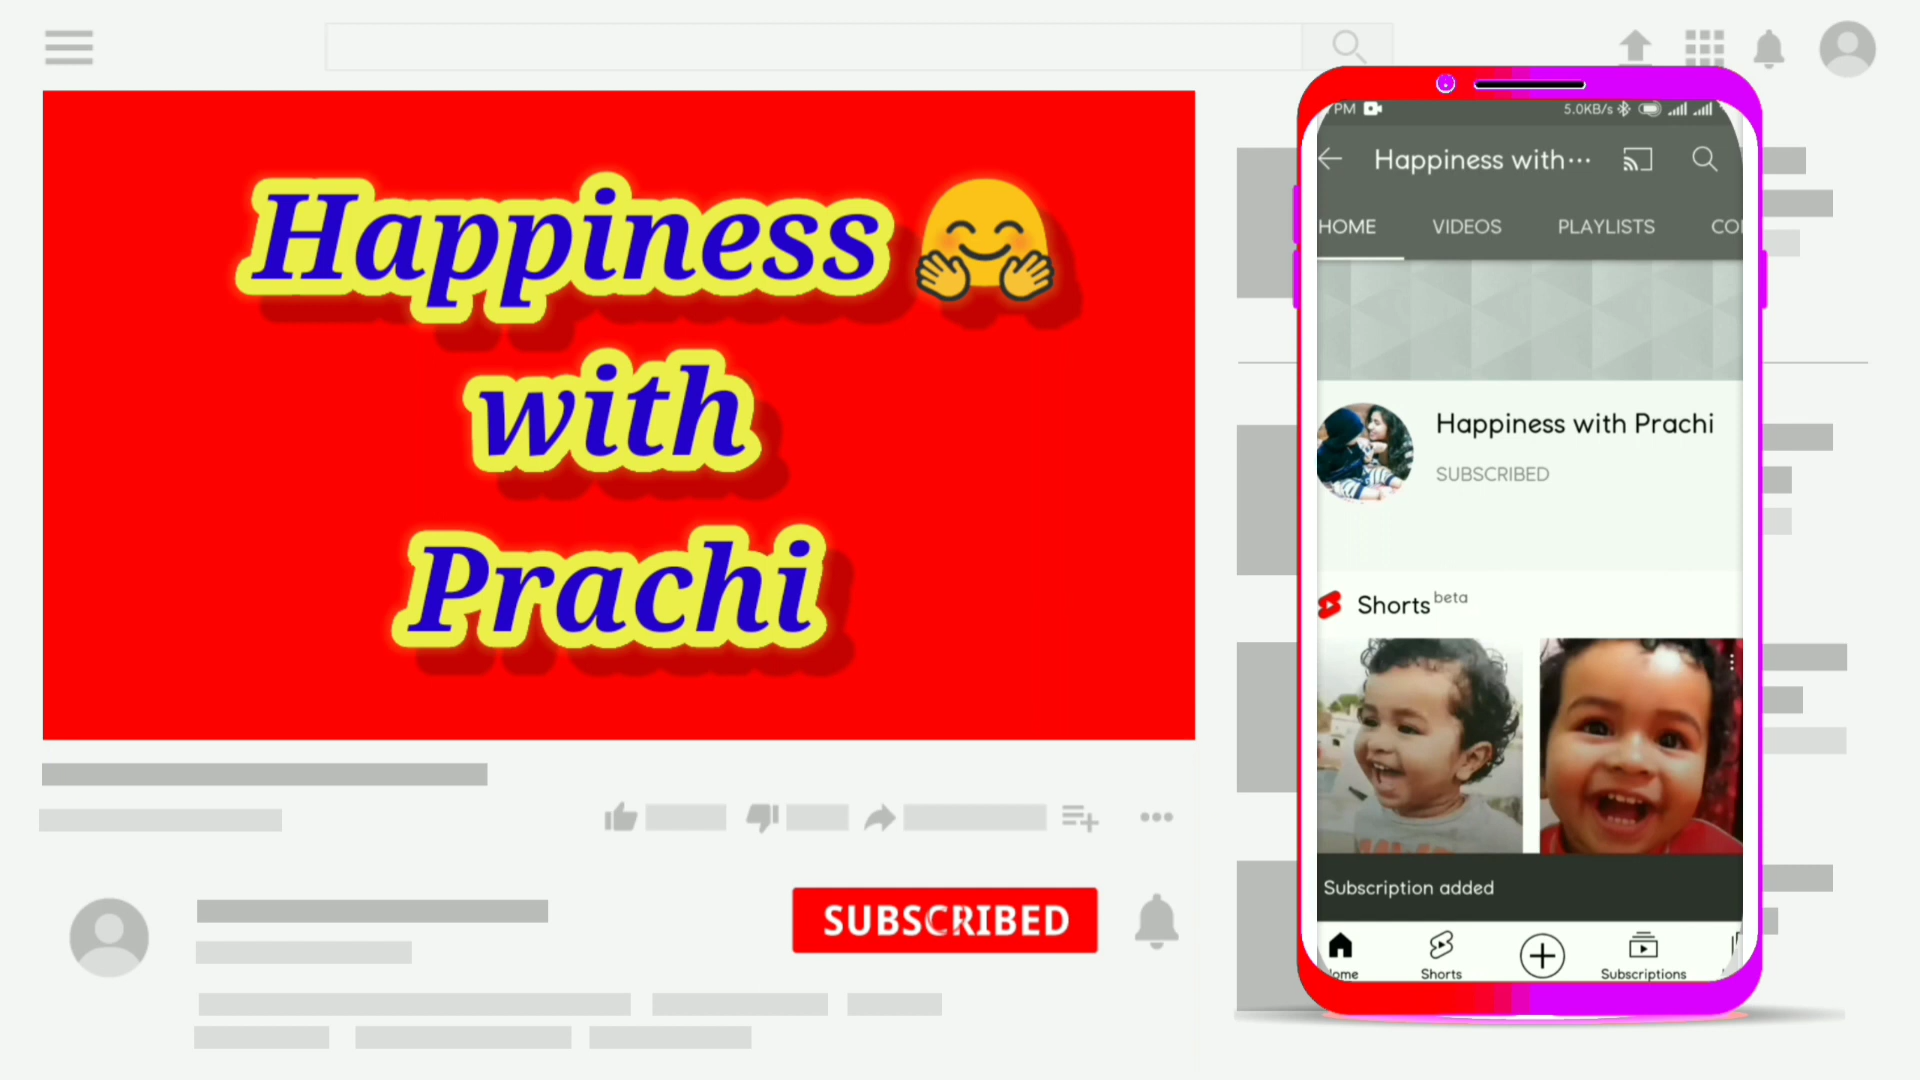 Happiness 🤗
with
Prachi
SUBSCRIBED
PM
5.0KB/s
Happiness with...
HOME VIDEOS PLAYLISTS
Happiness with Prachi
SUBSCRIBED
Shorts beta
Subscription added
Shorts
Subscriptions